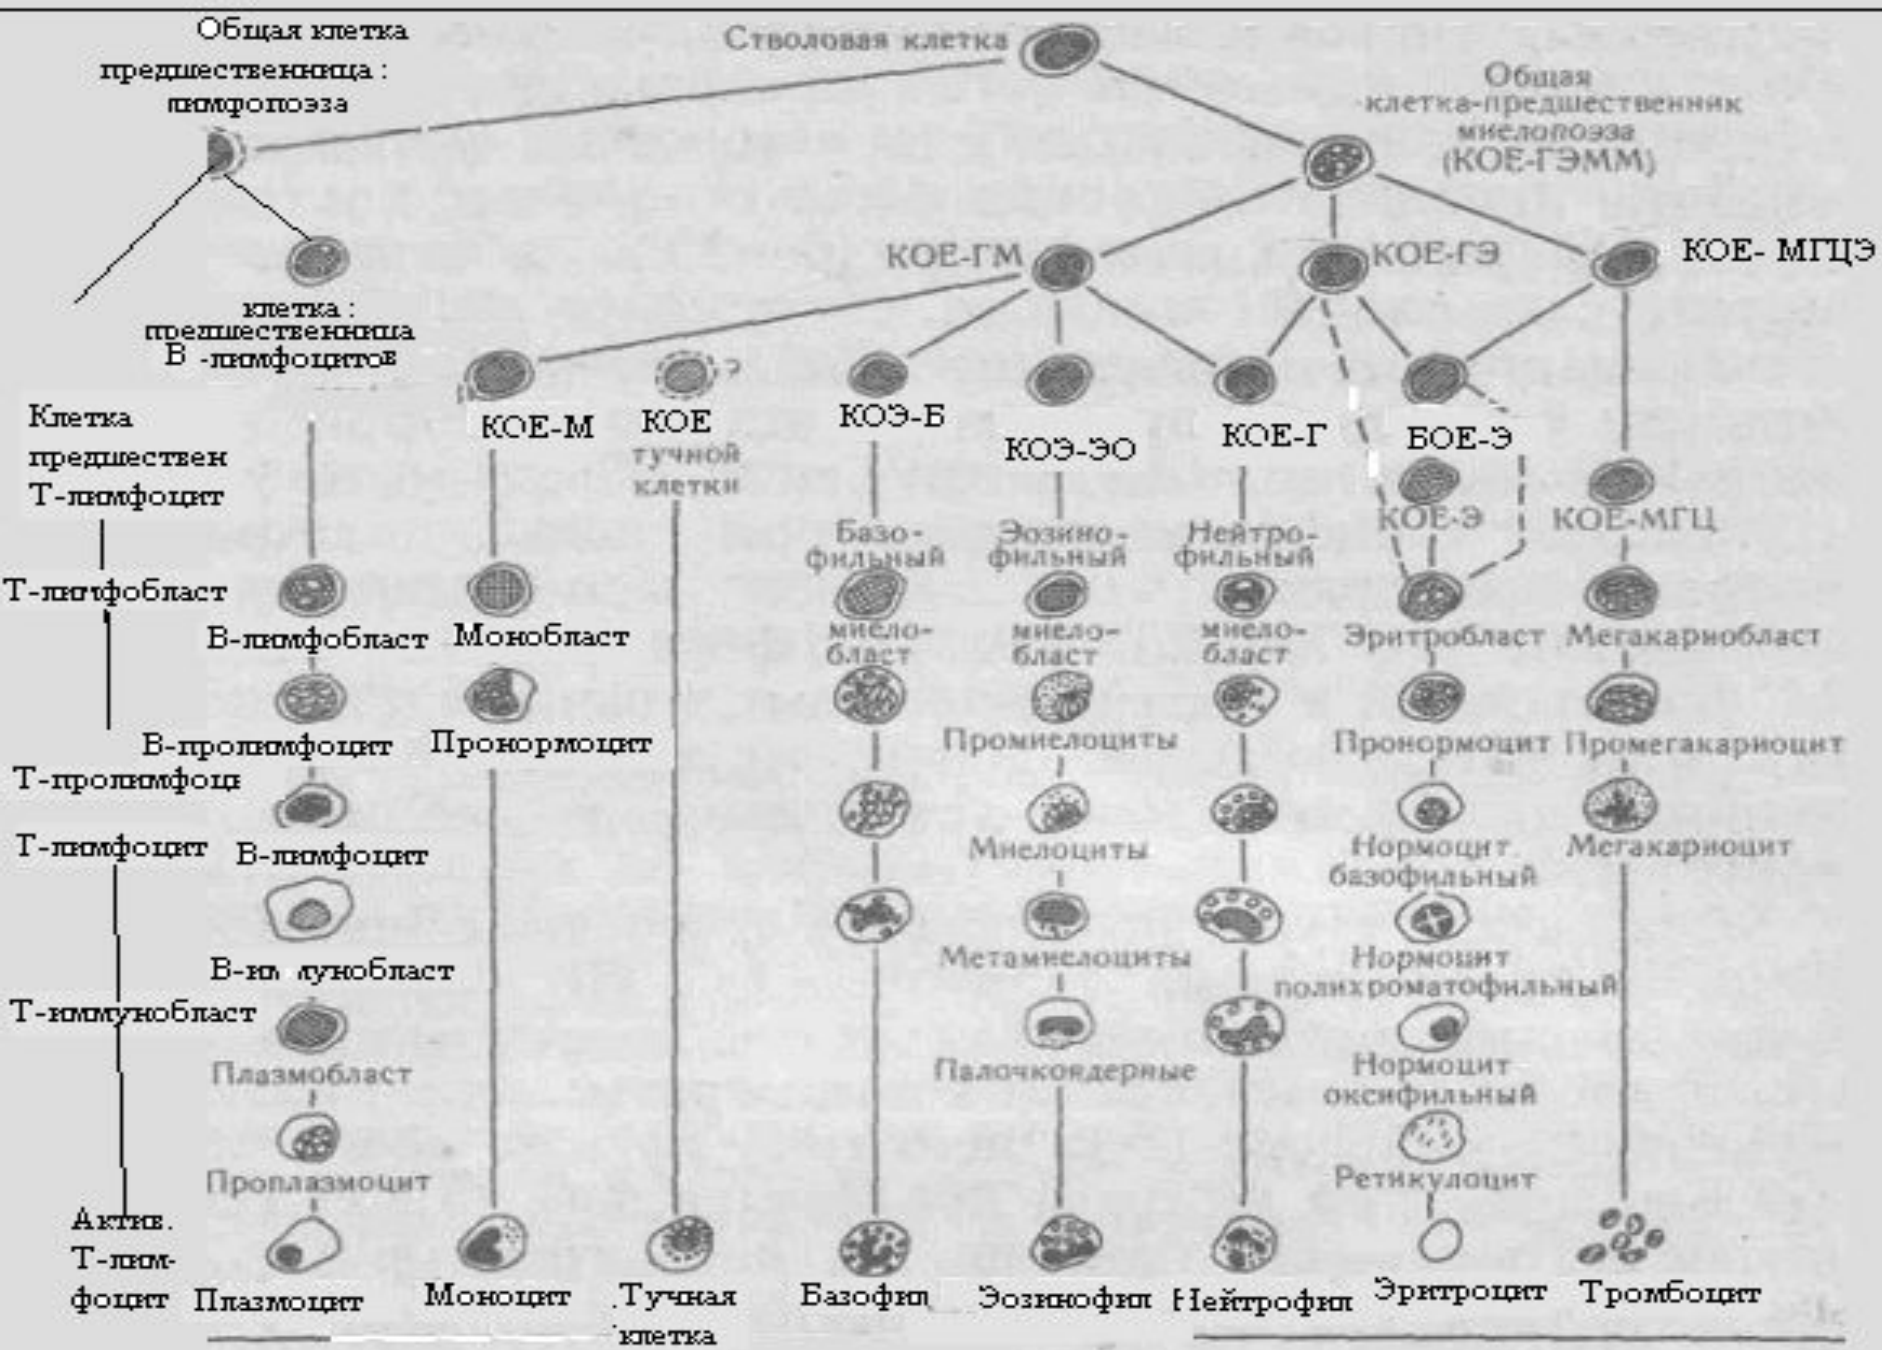 Общая клетка
предшественница :
лимфопоэза
Стволовая клетка
Общая
клетка-предшественник
миелопоэза
(КОЕ-ГЭММ)
КОЕ-ГМ
КОЕ-ГЭ
КОЕ- МГЦЭ
клетка :
предшественница
В -лимфоцитов
?
Клетка
предшествен
Т-лимфоцит
КОЕ-М
КОЕ
тучной
клетки
КОЭ-Б
КОЭ-ЭО
КОЕ-Г
БОЕ-Э
КОЕ-Э
КОЕ-МГЦ
Базо-
фильный
миело-
бласт
Эозино-
фильный
миело-
бласт
Нейтро-
фильный
миело-
бласт
Т-лимфобласт
В-лимфобласт
Монобласт
Эритробласт
Мегакариобласт
В-пролимфоцит
Пронормоцит
Промиелоциты
Пронормоцит
Промегакариоцит
Т-пролимфоц
Т-лимфоцит
В-лимфоцит
Миелоциты
Нормоцит
базофильный
Мегакариоцит
В-им унобласт
Метамиелоциты
Нормоцит
полихроматофильный
Т-иммунобласт
Плазмобласт
Палочкоядерные
Нормоцит
оксифильный
Проплазмоцит
Ретикулоцит
Актив.
Т-лим-
фоцит
Плазмоцит
Моноцит
Тучная
клетка
Базофил
Эозинофил
Нейтрофил
Эритроцит
Тромбоцит